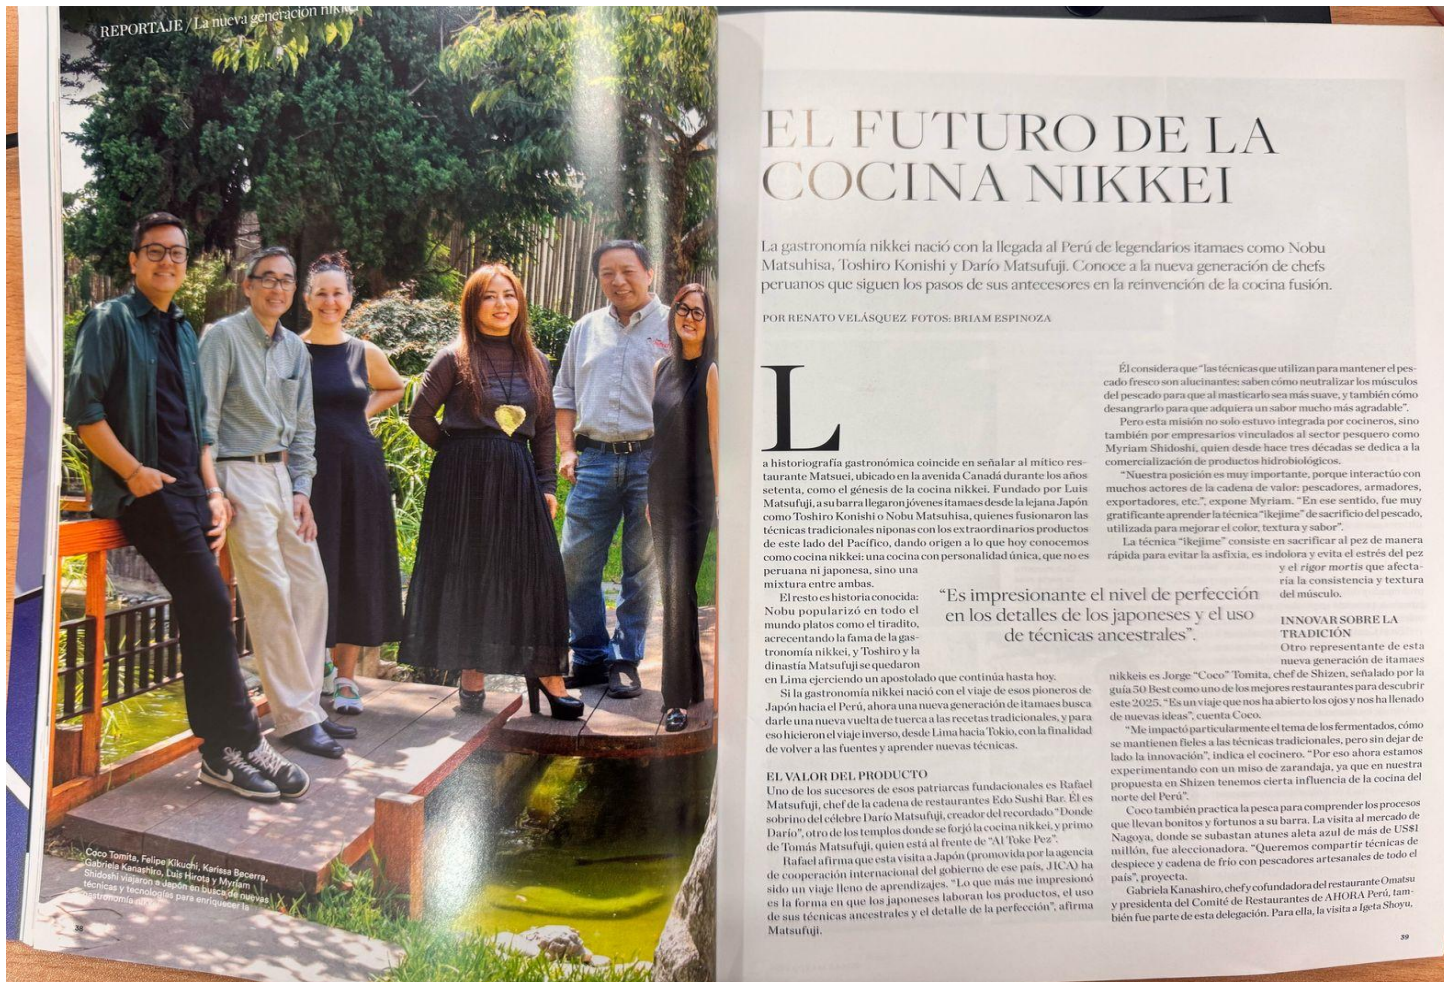 REPORTAJE / La nueva generación nikkei
Coco Tomita, Felipe Kikuchi, Karissa Becerra,
Gabriela Kanashiro, Luis Hirota y Myriam
Shidoshi viajaron a Japón en busca de nuevas
técnicas y tecnologías para enriquecer la
gastronomía
38
EL FUTURO DE LA
COCINA NIKKEI
La gastronomía nikkei nació con la llegada al Perú de legendarios itamaes como Nobu
Matsuhisa, Toshiro Konishi y Darío Matsufuji. Conoce a la nueva generación de chefs
peruanos que siguen los pasos de sus antecesores en la reinvención de la cocina fusión.
POR RENATO VELÁSQUEZ FOTOS: BRIAM ESPINOZA
L
a historiografía gastronómica coincide en señalar al mítico res-
taurante Matsuei, ubicado en la avenida Canadá durante los años
setenta, como el génesis de la cocina nikkei. Fundado por Luis
Matsufuji, a su barra llegaron jóvenes itamaes desde la lejana Japón
como Toshiro Konishi o Nobu Matsuhisa, quienes fusionaron las
técnicas tradicionales niponas con los extraordinarios productos
de este lado del Pacífico, dando origen a lo que hoy conocemos
como cocina nikkei: una cocina con personalidad única, que no es
peruana ni japonesa, sino una
mixtura entre ambas.
El resto es historia conocida:
Nobu popularizó en todo el
mundo platos como el tiradito,
acrecentando la fama de la gas-
tronomía nikkei, y Toshiro y la
dinastía Matsufuji se quedaron
en Lima ejerciendo un apostolado que continúa hasta hoy.
Si la gastronomía nikkei nació con el viaje de esos pioneros de
Japón hacia el Perú, ahora una nueva generación de itamaes busca
darle una nueva vuelta de tuerca a las recetas tradicionales, y para
eso hicieron el viaje inverso, desde Lima hacia Tokio, con la finalidad
de volver a las fuentes y aprender nuevas técnicas.
EL VALOR DEL PRODUCTO
Uno de los sucesores de esos patriarcas fundacionales es Rafael
Matsufuji, chef de la cadena de restaurantes Edo Sushi Bar. Él es
sobrino del célebre Darío Matsufuji, creador del recordado “Donde
Darío”, otro de los templos donde se forjó la cocina nikkei, y primo
de Tomás Matsufuji, quien está al frente de “Al Toke Pez”.
Rafael afirma que esta visita a Japón (promovida por la agencia
de cooperación internacional del gobierno de ese país, JICA) ha
sido un viaje lleno de aprendizajes. “Lo que más me impresionó
es la forma en que los japoneses laboran los productos, el uso
de sus técnicas ancestrales y el detalle de la perfección”, afirma
Matsufuji.
“Es impresionante el nivel de perfección
en los detalles de los japoneses y el uso
de técnicas ancestrales”.
Él considera que “las técnicas que utilizan para mantener el pes-
cado fresco son alucinantes: saben cómo neutralizar los músculos
del pescado para que al masticarlo sea más suave, y también cómo
desangrarlo para que adquiera un sabor mucho más agradable”.
Pero esta misión no solo estuvo integrada por cocineros, sino
también por empresarios vinculados al sector pesquero como
Myriam Shidoshi, quien desde hace tres décadas se dedica a la
comercialización de productos hidrobiológicos.
“Nuestra posición es muy importante, porque interactúo con
muchos actores de la cadena de valor: pescadores, armadores,
exportadores, etc.”, expone Myriam. “En ese sentido, fue muy
gratificante aprender la técnica “ikejime” de sacrificio del pescado,
utilizada para mejorar el color, textura y sabor”.
La técnica “ikejime” consiste en sacrificar al pez de manera
rápida para evitar la asfixia, es indolora y evita el estrés del pez
y el rigor mortis que afecta-
ría la consistencia y textura
del músculo.
INNOVAR SOBRE LA
TRADICIÓN
Otro representante de esta
nueva generación de itamaes
nikkeis es Jorge “Coco” Tomita, chef de Shizen, señalado por la
guía 50 Best como uno de los mejores restaurantes para descubrir
este 2025. “Es un viaje que nos ha abierto los ojos y nos ha llenado
de nuevas ideas”, cuenta Coco.
“Me impactó particularmente el tema de los fermentados, cómo
se mantienen fieles a las técnicas tradicionales, pero sin dejar de
lado la innovación”, indica el cocinero. “Por eso ahora estamos
experimentando con un miso de zarandaja, ya que en nuestra
propuesta en Shizen tenemos cierta influencia de la cocina del
norte del Perú”.
Coco también practica la pesca para comprender los procesos
que llevan bonitos y fortunos a su barra. La visita al mercado de
Nagoya, donde se subastan atunes aleta azul de más de US$1
millón, fue aleccionadora. “Queremos compartir técnicas de
despiece y cadena de frío con pescadores artesanales de todo el
país”, proyecta.
Gabriela Kanashiro, chef y cofundadora del restaurante Omatsu
y presidenta del Comité de Restaurantes de AHORA Perú, tam-
bién fue parte de esta delegación. Para ella, la visita a Igeta Shoyu,
39